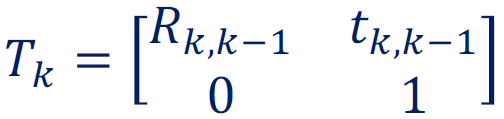 T_k = [ R_{k,k-1} t_{k,k-1}
0 1 ]